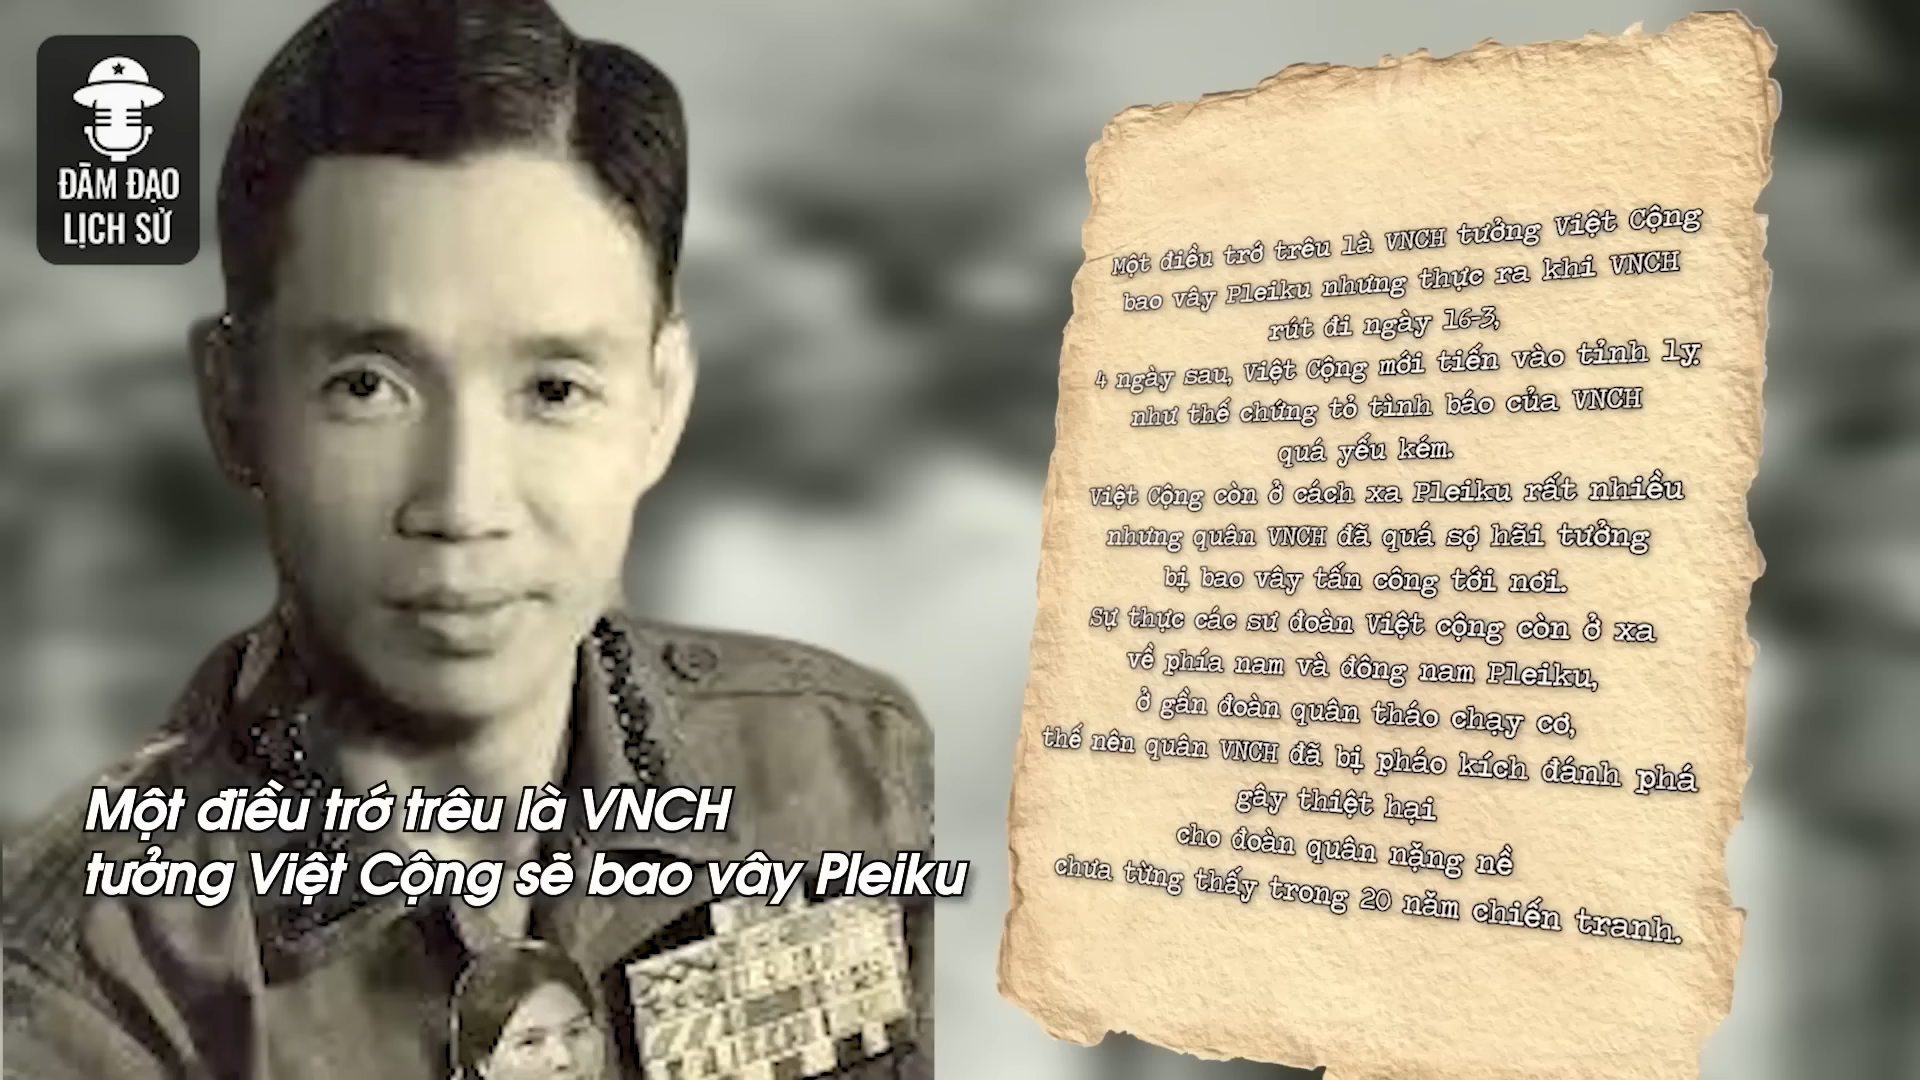 ĐÀM ĐẠO
LỊCH SỬ
Một điều trớ trêu là VNCH
tưởng Việt Cộng sẽ bao vây Pleiku
Một điều trớ trêu là VNCH tưởng Việt Cộng
bao vây Pleiku nhưng thực ra khi VNCH
rút đi ngày 16-3,
4 ngày sau, Việt Cộng mới tiến vào tỉnh lỵ
như thế chứng tỏ tình báo của VNCH
quá yếu kém.
Việt Cộng còn ở cách xa Pleiku rất nhiều
nhưng quân VNCH đã quá sợ hãi tưởng
bị bao vây tấn công tới nơi.
Sự thực các sư đoàn Việt cộng còn ở xa
về phía nam và đông nam Pleiku,
ở gần đoàn quân tháo chạy cơ,
thế nên quân VNCH đã bị pháo kích đánh phá
gây thiệt hại
cho đoàn quân nặng nề
chưa từng thấy trong 20 năm chiến tranh.